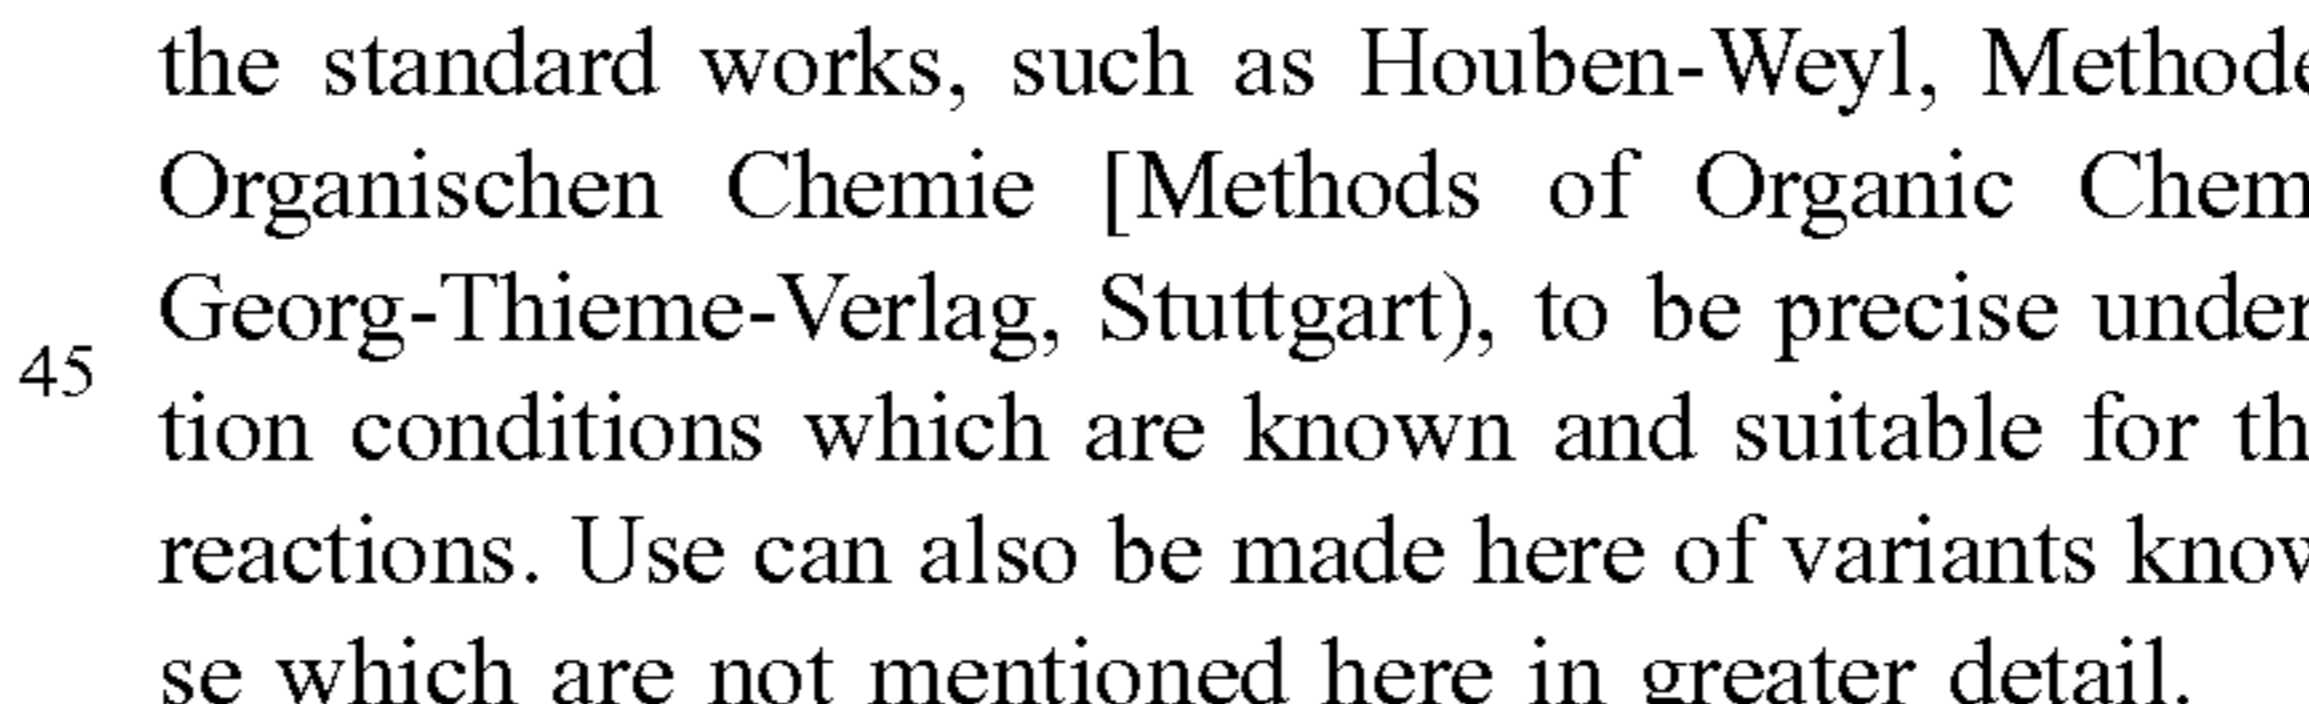 the standard works, such as Houben-Weyl, Methode
Organischen Chemie [Methods of Organic Chem
Georg-Thieme-Verlag, Stuttgart), to be precise under
45
tion conditions which are known and suitable for th
reactions. Use can also be made here of variants know
se which are not mentioned here in greater detail.